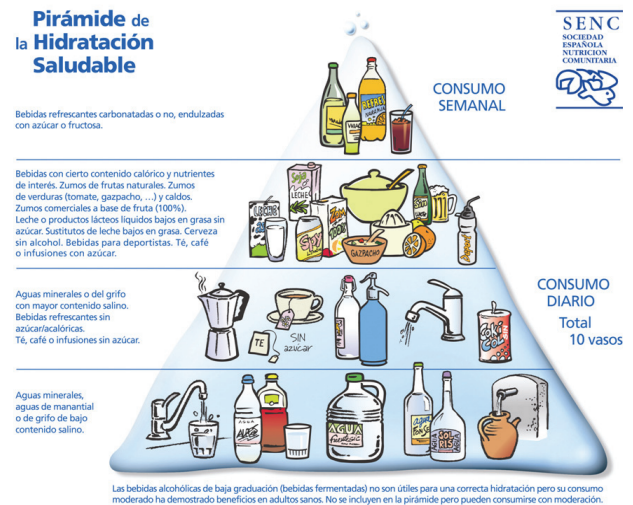 Pirámide de
la Hidratación
Saludable
SENC
SOCIEDAD
ESPAÑOLA
NUTRICION
COMUNITARIA
CONSUMO
SEMANAL
Bebidas refrescantes carbonatadas o no, endulzadas
con azúcar o fructosa.
Bebidas con cierto contenido calórico y nutrientes
de interés. Zumos de frutas naturales. Zumos
de verduras (tomate, gazpacho, ...) y caldos.
Zumos comerciales a base de fruta (100%).
Leche o productos lácteos líquidos bajos en grasa sin
azúcar. Sustitutos de leche bajos en grasa. Cerveza
sin alcohol. Bebidas para deportistas. Té, café
o infusiones con azúcar.
Soja
LECHE
LECHE
GAZPACHO
CONSUMO
DIARIO
Total
10 vasos
Aguas minerales o del grifo
con mayor contenido salino.
Bebidas refrescantes sin
azúcar/acalóricas.
Té, café o infusiones sin azúcar.
TE
SIN
azúcar
Aguas minerales,
aguas de manantial
o de grifo de bajo
contenido salino.
AGUA
AGUA
Las bebidas alcohólicas de baja graduación (bebidas fermentadas) no son útiles para una correcta hidratación pero su consumo
moderado ha demostrado beneficios en adultos sanos. No se incluyen en la pirámide pero pueden consumirse con moderación.